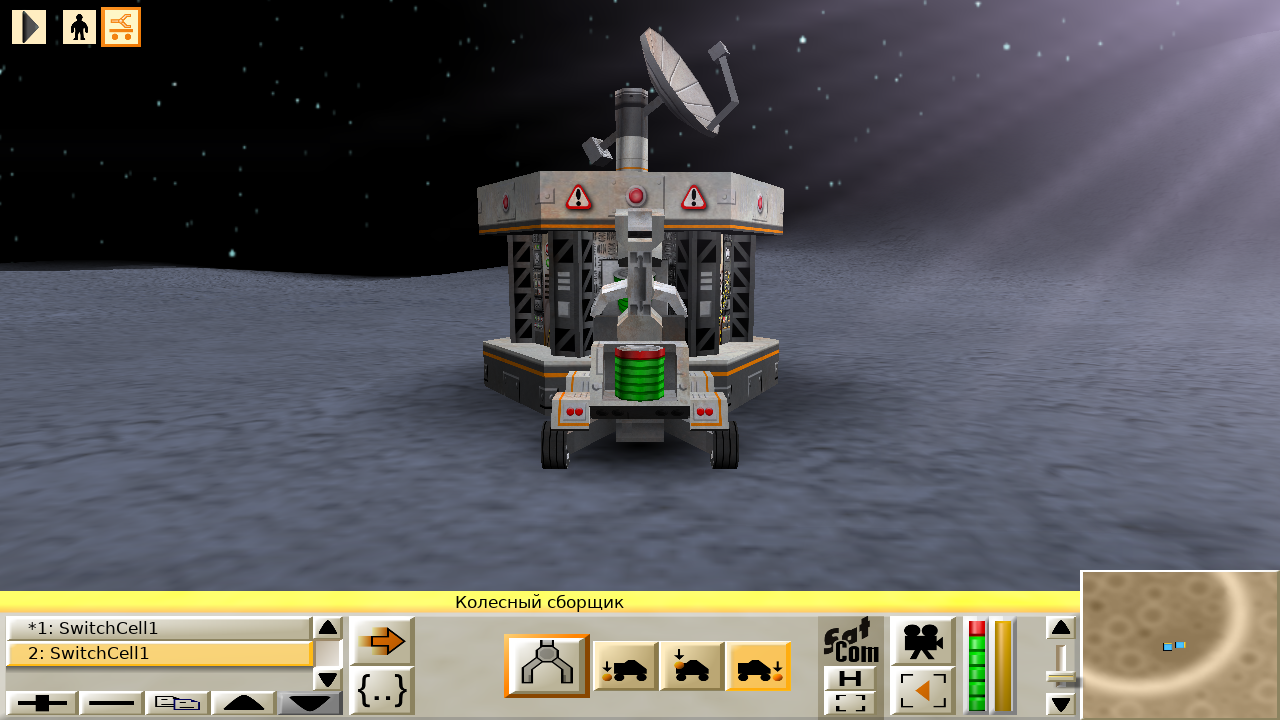 Колесный сборщик
*1: SwitchCell1
2: SwitchCell1
{..}
Sat
Com
H